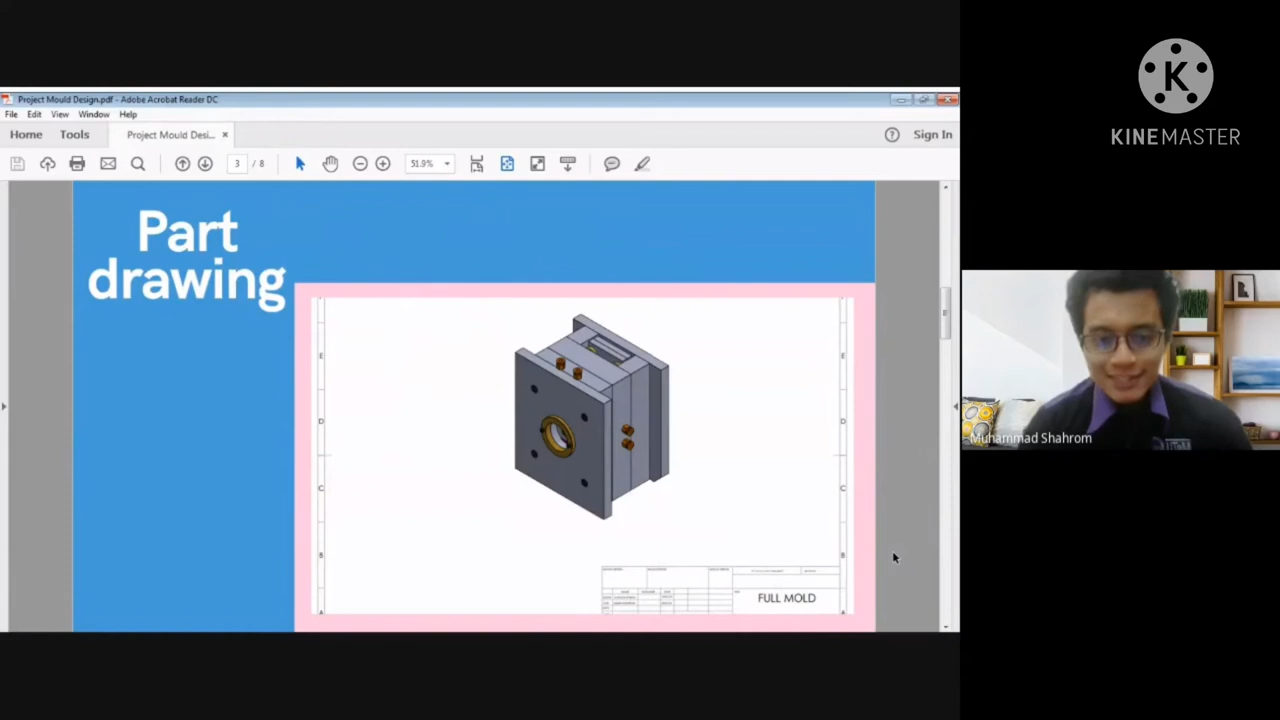 Project Mould Design.pdf - Adobe Acrobat Reader DC
File Edit View Window Help
Home Tools Project Mould Desi... × Sign In
3 / 8 51.9%
Part
drawing
E E
D D
C C
B B
A A
FULL MOLD
K
KINEMASTER
Muhammad Shahrom